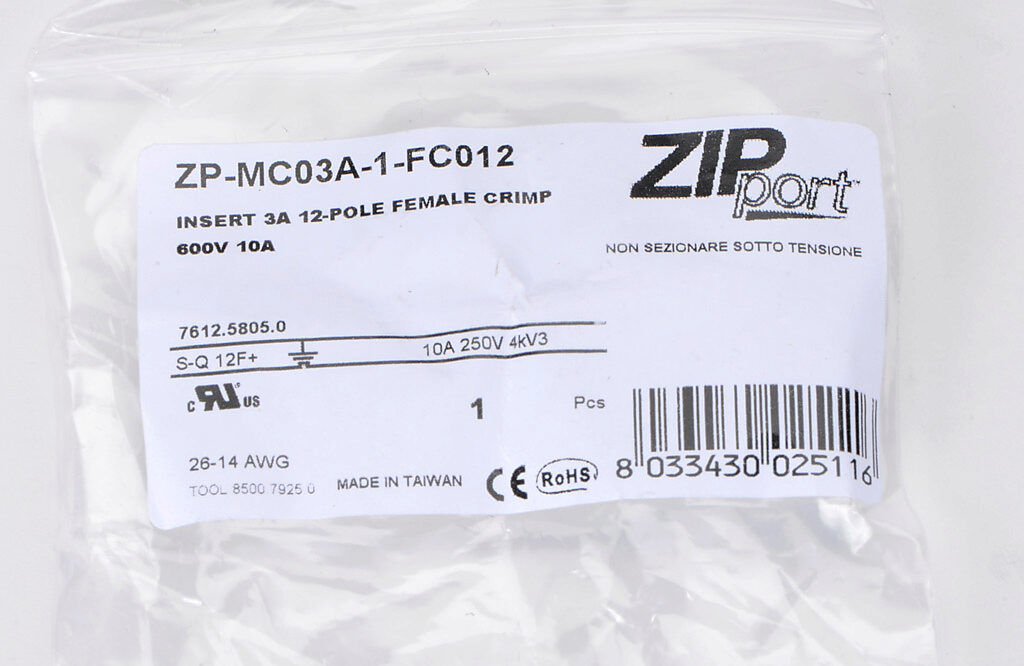 ZP-MC03A-1-FC012
INSERT 3A 12-POLE FEMALE CRIMP
600V 10A
ZIPport™
NON SEZIONARE SOTTO TENSIONE
7612.5805.0
S-Q 12F+ 10A 250V 4kV3
c RU® US
1 Pcs
26-14 AWG
TOOL 8500 7925 0
MADE IN TAIWAN
CE RoHS
8 033430 025116